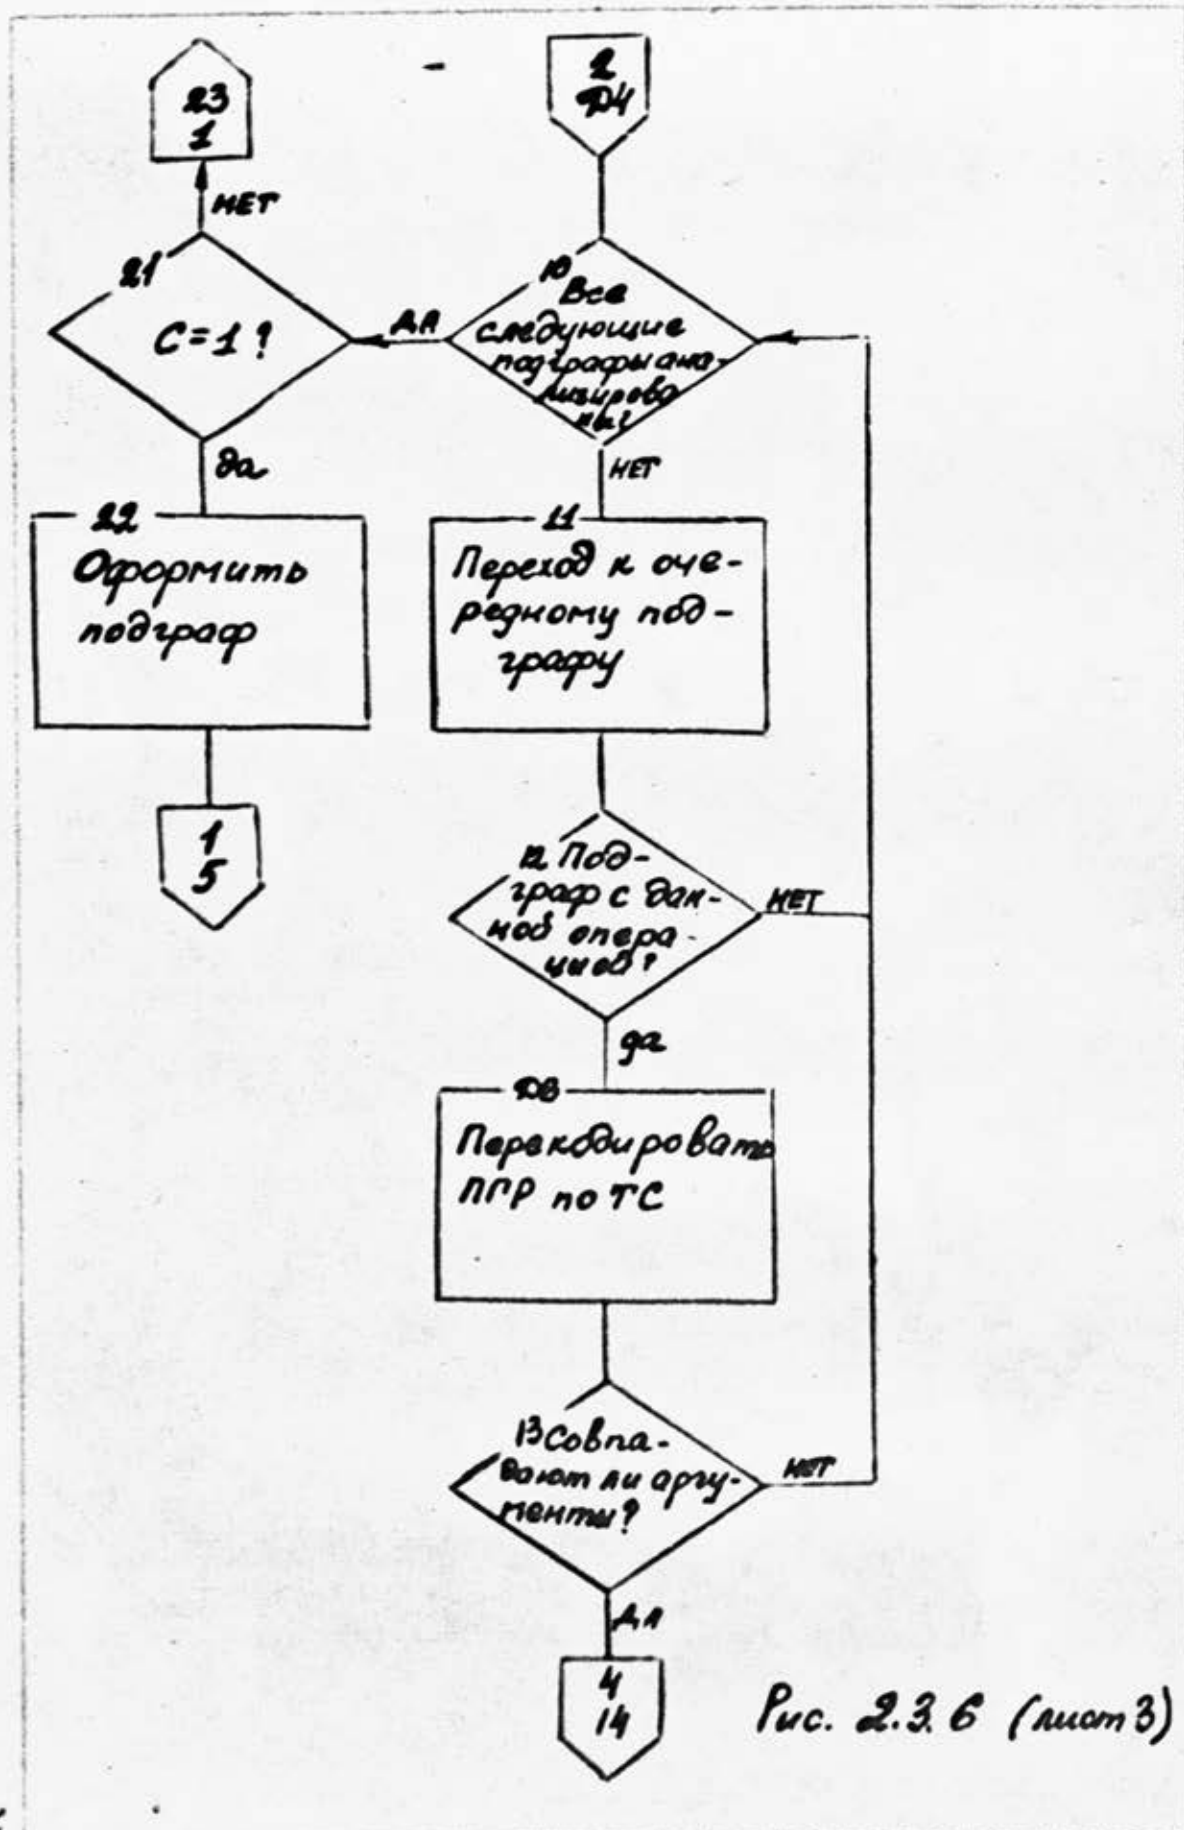 23
1
НЕТ
21
С=1?
да
22
Оформить
подграф
1
5
2
Д4
10
Все
следующие
подграфы ана-
лизирова
ны?
ДА
НЕТ
11
Переход к оче-
редному под-
графу
12 Под-
граф с дан-
ной опера-
цией?
НЕТ
да
Д3
Перекодировать
ПГР по ТС
13 Совпа-
дают ли аргу-
менты?
НЕТ
ДА
4
14
Рис. 2.3.6 (лист 3)